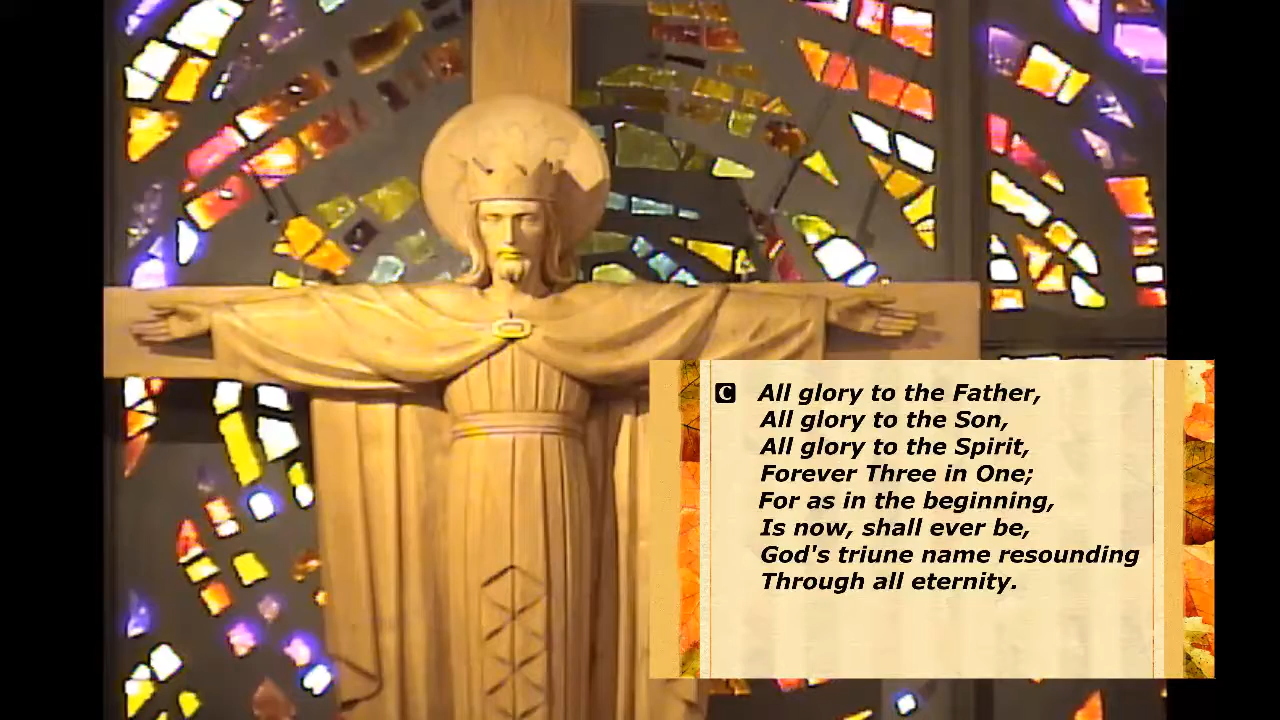 C All glory to the Father,
All glory to the Son,
All glory to the Spirit,
Forever Three in One;
For as in the beginning,
Is now, shall ever be,
God's triune name resounding
Through all eternity.